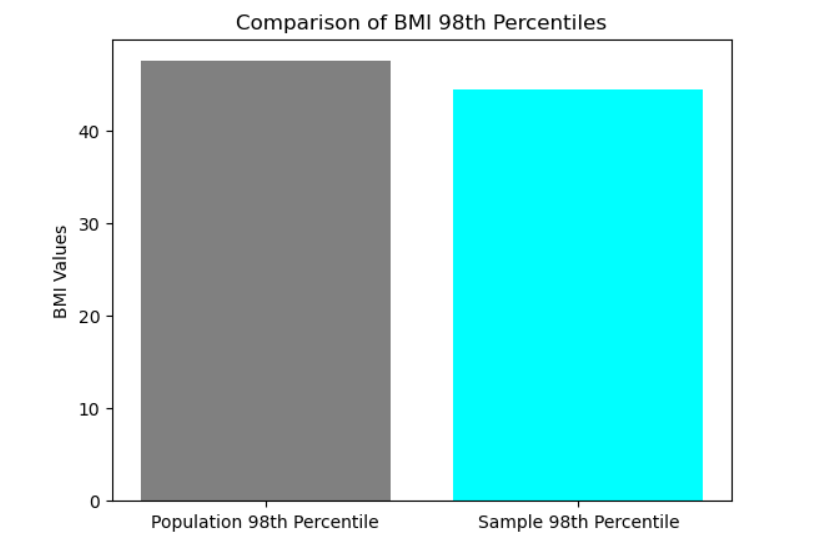 Comparison of BMI 98th Percentiles
BMI Values
40
30
20
10
0
Population 98th Percentile
Sample 98th Percentile